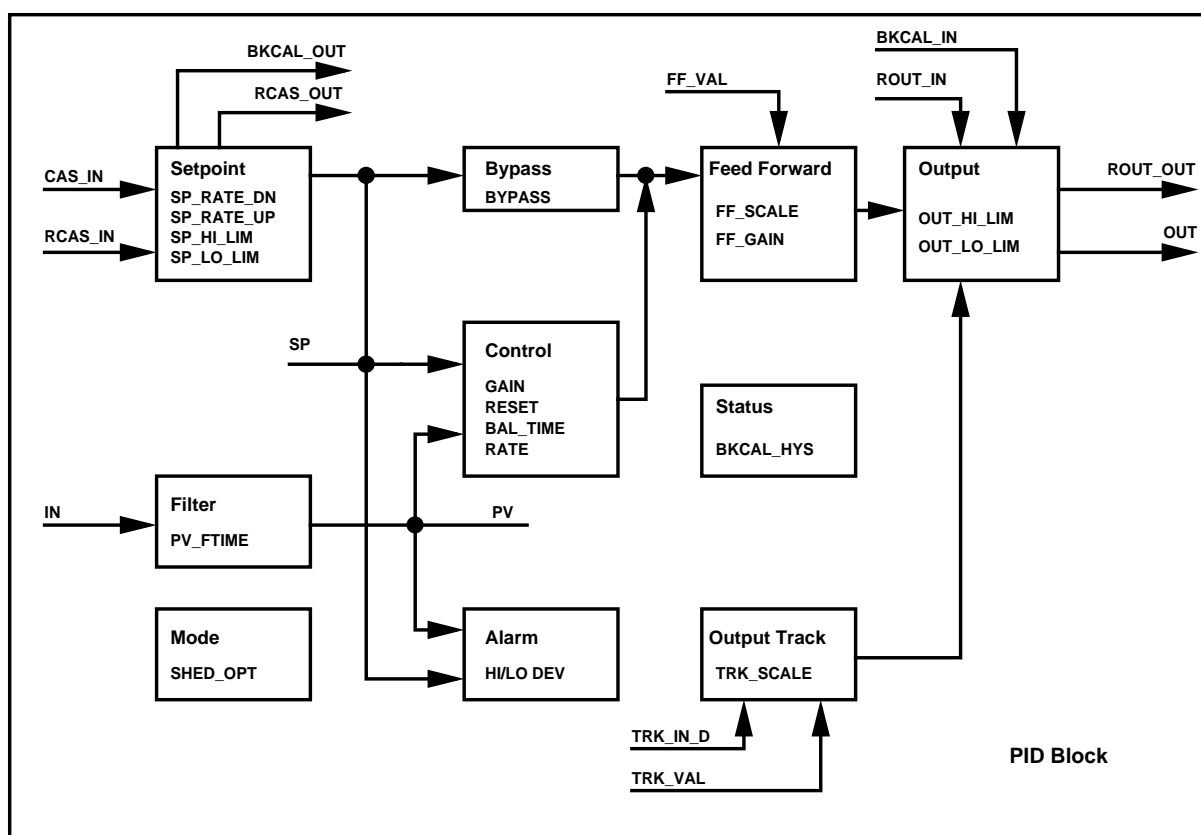 BKCAL_OUT
RCAS_OUT
BKCAL_IN
ROUT_IN
FF_VAL
CAS_IN
RCAS_IN
Setpoint
SP_RATE_DN
SP_RATE_UP
SP_HI_LIM
SP_LO_LIM
Bypass
BYPASS
Feed Forward
FF_SCALE
FF_GAIN
Output
OUT_HI_LIM
OUT_LO_LIM
ROUT_OUT
OUT
SP
Control
GAIN
RESET
BAL_TIME
RATE
Status
BKCAL_HYS
IN
Filter
PV_FTIME
PV
Mode
SHED_OPT
Alarm
HI/LO DEV
Output Track
TRK_SCALE
TRK_IN_D
TRK_VAL
PID Block